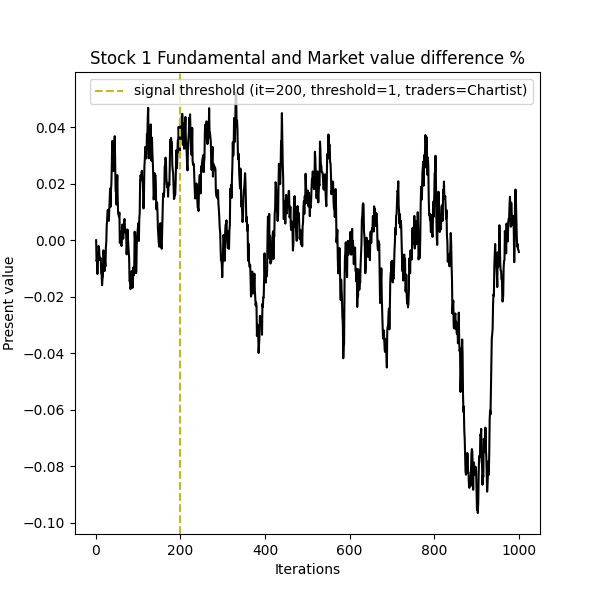 Stock 1 Fundamental and Market value difference %
signal threshold (it=200, threshold=1, traders=Chartist)
Present value
0.04
0.02
0.00
−0.02
−0.04
−0.06
−0.08
−0.10
0 200 400 600 800 1000
Iterations